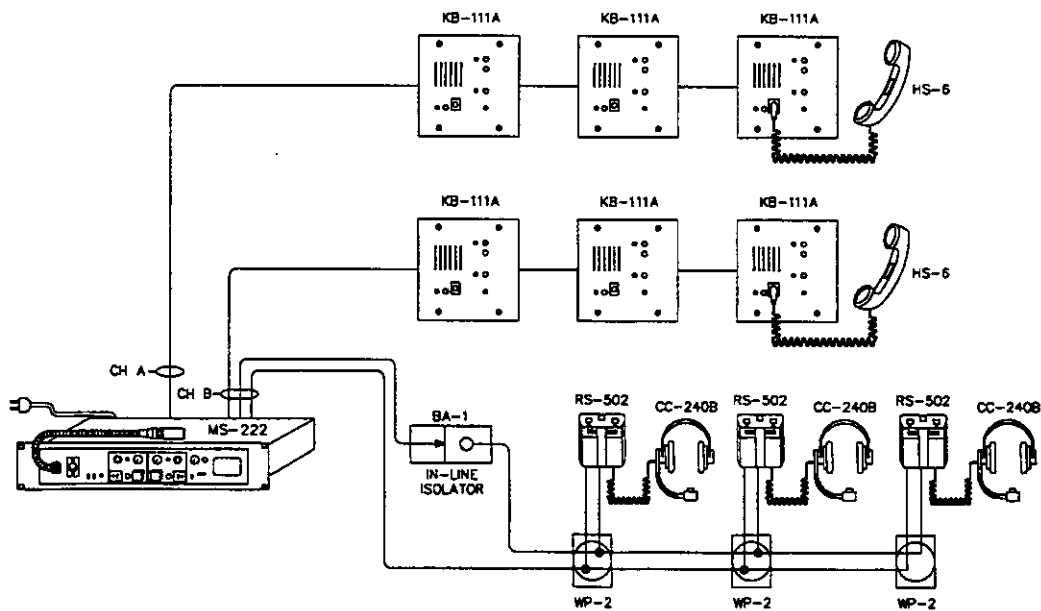 KB-111A KB-111A KB-111A
HS-6
KB-111A KB-111A KB-111A
HS-6
CH A
CH B
MS-222
BA-1
IN-LINE
ISOLATOR
RS-502 CC-240B RS-502 CC-240B RS-502 CC-240B
WP-2 WP-2 WP-2